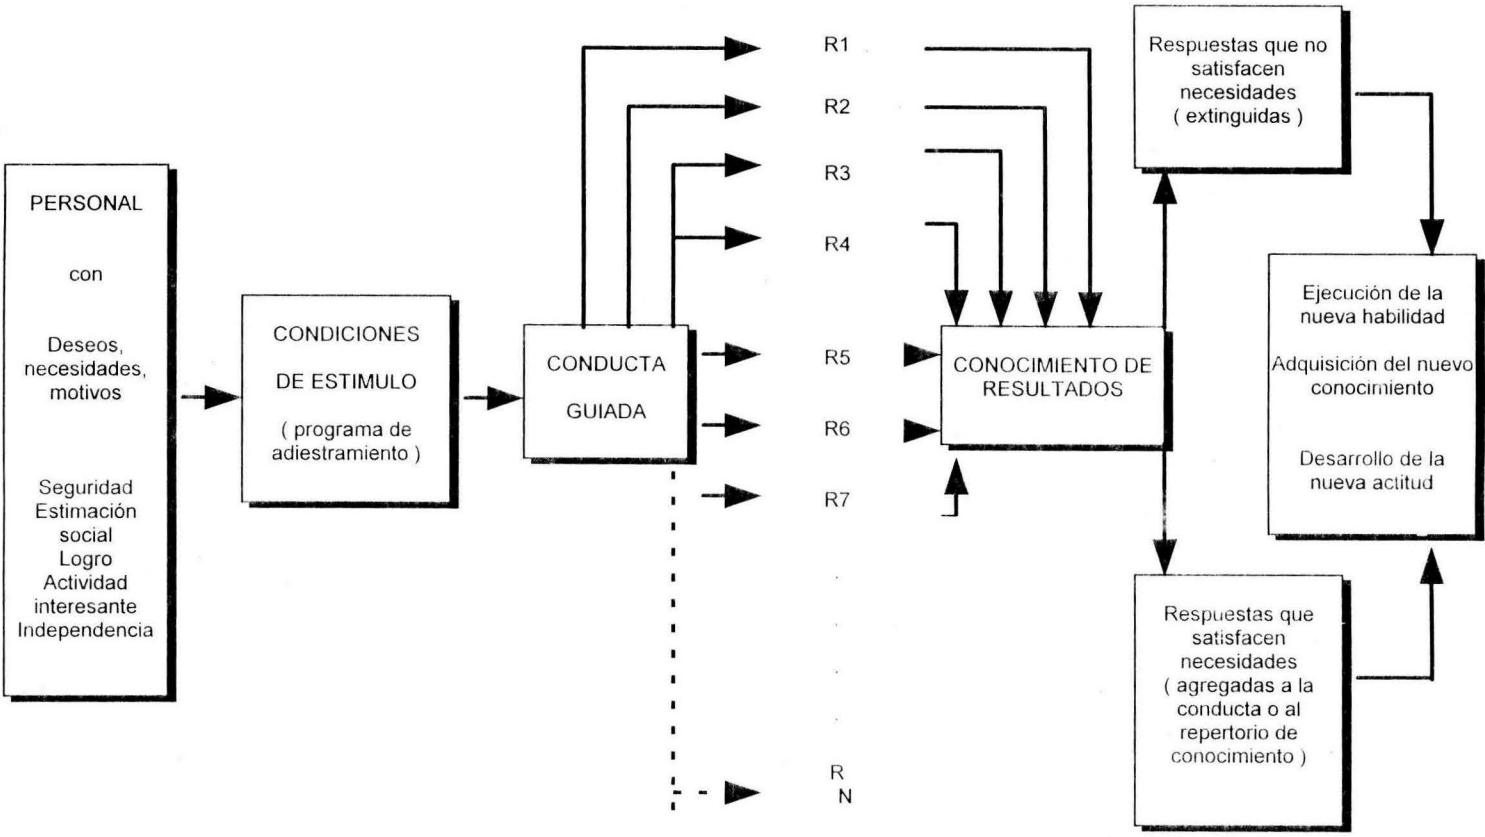 PERSONAL
con
Deseos,
necesidades,
motivos
Seguridad
Estimación
social
Logro
Actividad
interesante
Independencia
CONDICIONES
DE ESTIMULO
( programa de
adiestramiento )
CONDUCTA
GUIADA
R1
R2
R3
R4
R5
R6
R7
R
N
CONOCIMIENTO DE
RESULTADOS
Respuestas que no
satisfacen
necesidades
( extinguidas )
Respuestas que
satisfacen
necesidades
( agregadas a la
conducta o al
repertorio de
conocimiento )
Ejecución de la
nueva habilidad
Adquisición del nuevo
conocimiento
Desarrollo de la
nueva actitud